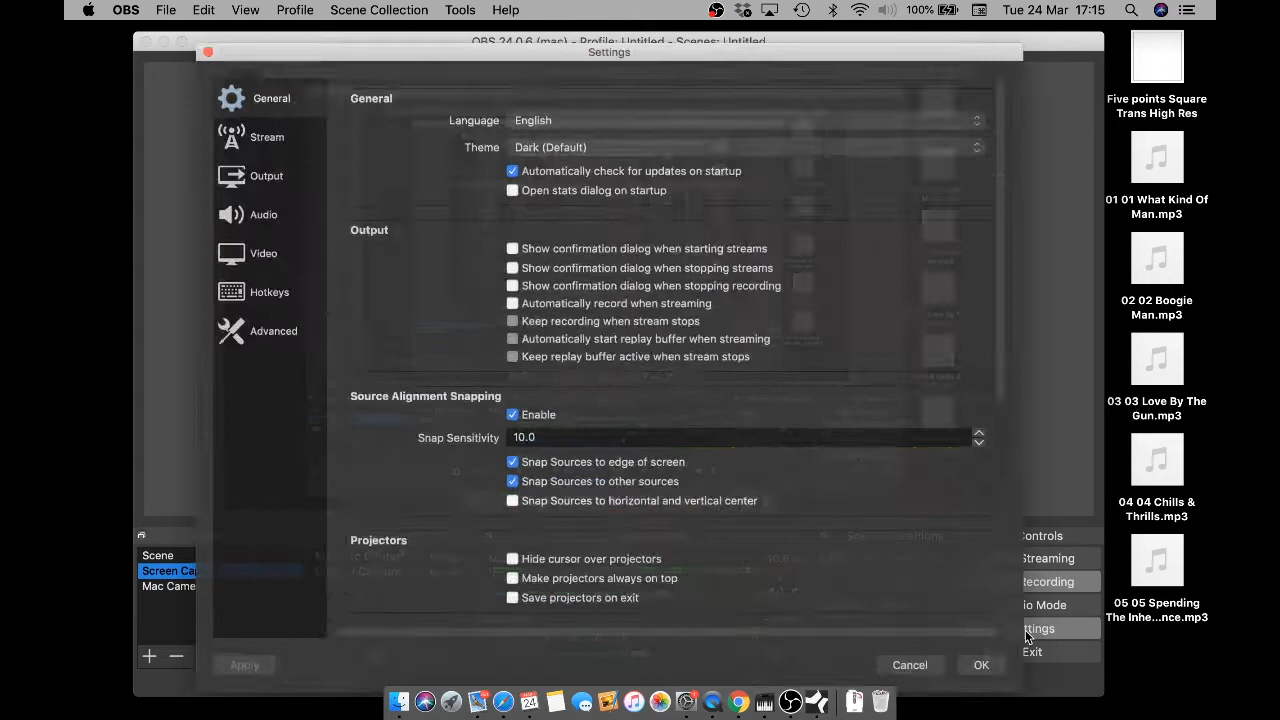 OBS File Edit View Profile Scene Collection Tools Help 100% Tue 24 Mar 17:15
OBS 24.0.6 (mac) - Profile: Untitled - Scenes: Untitled
Settings
General
Stream
Output
Audio
Video
Hotkeys
Advanced
General
Language English
Theme Dark (Default)
Automatically check for updates on startup
Open stats dialog on startup
Output
Show confirmation dialog when starting streams
Show confirmation dialog when stopping streams
Show confirmation dialog when stopping recording
Automatically record when streaming
Keep recording when stream stops
Automatically start replay buffer when streaming
Keep replay buffer active when stream stops
Source Alignment Snapping
Enable
Snap Sensitivity 10.0
Snap Sources to edge of screen
Snap Sources to other sources
Snap Sources to horizontal and vertical center
Projectors
Hide cursor over projectors
Make projectors always on top
Save projectors on exit
Apply Cancel OK
Scene
Screen Cap
Mac Came
Controls
Streaming
Recording
io Mode
ttings
Exit
Five points Square
Trans High Res
01 01 What Kind Of
Man.mp3
02 02 Boogie
Man.mp3
03 03 Love By The
Gun.mp3
04 04 Chills &
Thrills.mp3
05 05 Spending
The Inhe...nce.mp3